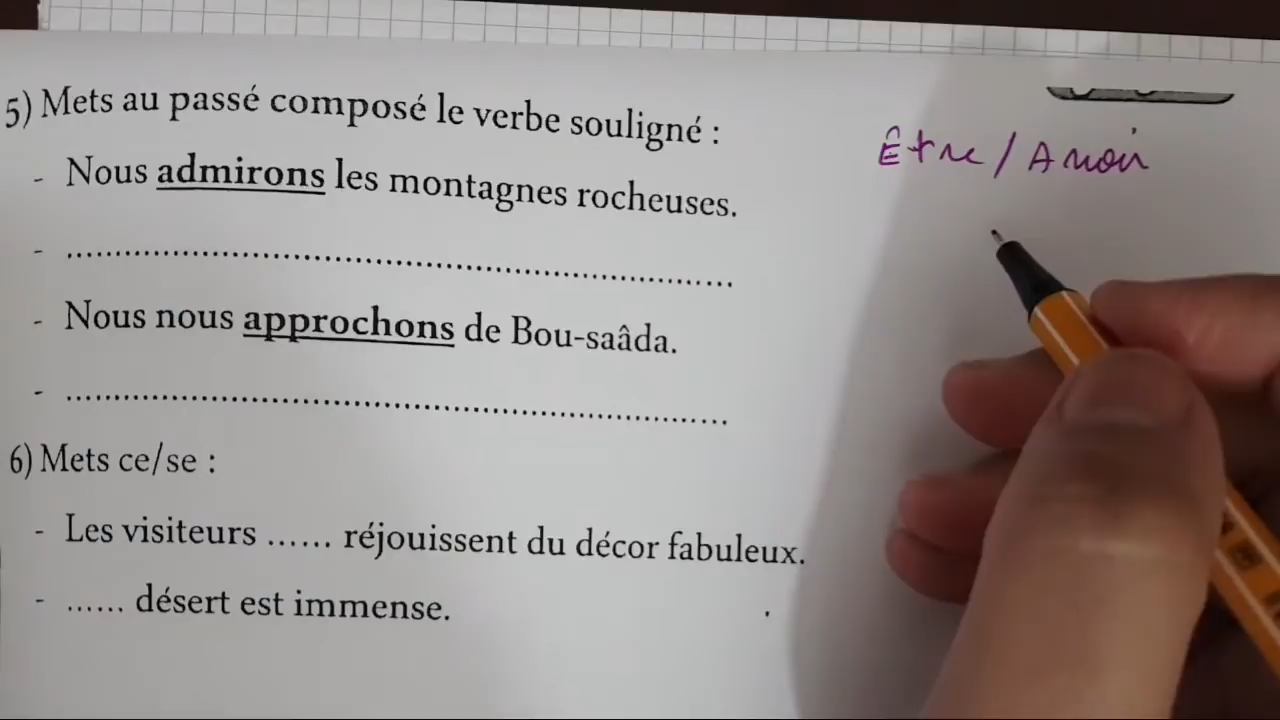 5) Mets au passé composé le verbe souligné :
Être / Avoir
- Nous admirons les montagnes rocheuses.
- ........................................................................
- Nous nous approchons de Bou-saâda.
- ........................................................................
6) Mets ce/se :
- Les visiteurs ...... réjouissent du décor fabuleux.
- ...... désert est immense.